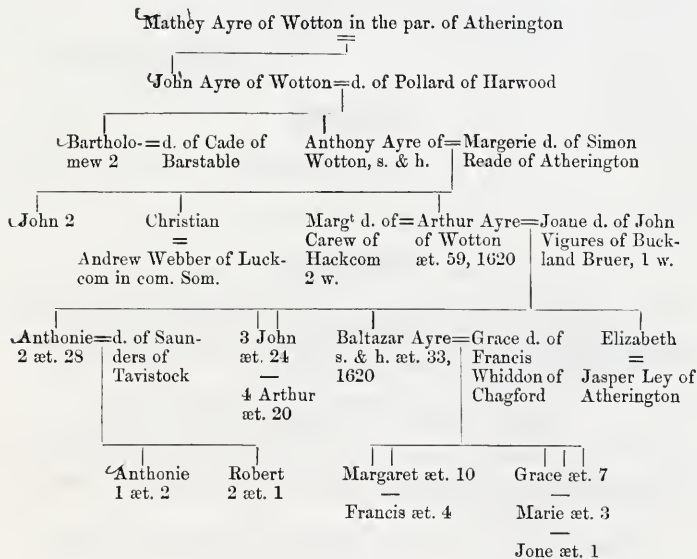 Mathey Ayre of Wotton in the par. of Atherington
=
John Ayre of Wotton=d. of Pollard of Harwood
Bartholo-=d. of Cade of
mew 2 Barstable
Anthony Ayre of= Margerie d. of Simon
Wotton, s. & h. Reade of Atherington
John 2
Christian
=
Andrew Webber of Luck-
com in com. Som.
Margt d. of= Arthur Ayre= Joane d. of John
Carew of of Wotton Vigures of Buck-
Hackcom æt. 59, 1620 land Bruer, 1 w.
2 w.
Anthonie=d. of Saun-
2 æt. 28 ders of
Tavistock
3 John
æt. 24
—
4 Arthur
æt. 20
Baltazar Ayre=Grace d. of
s. & h. æt. 33, Francis
1620 Whiddon of
Chagford
Elizabeth
=
Jasper Ley of
Atherington
Anthonie
1 æt. 2
Robert
2 æt. 1
Margaret æt. 10
—
Francis æt. 4
Grace æt. 7
—
Marie æt. 3
—
Jone æt. 1